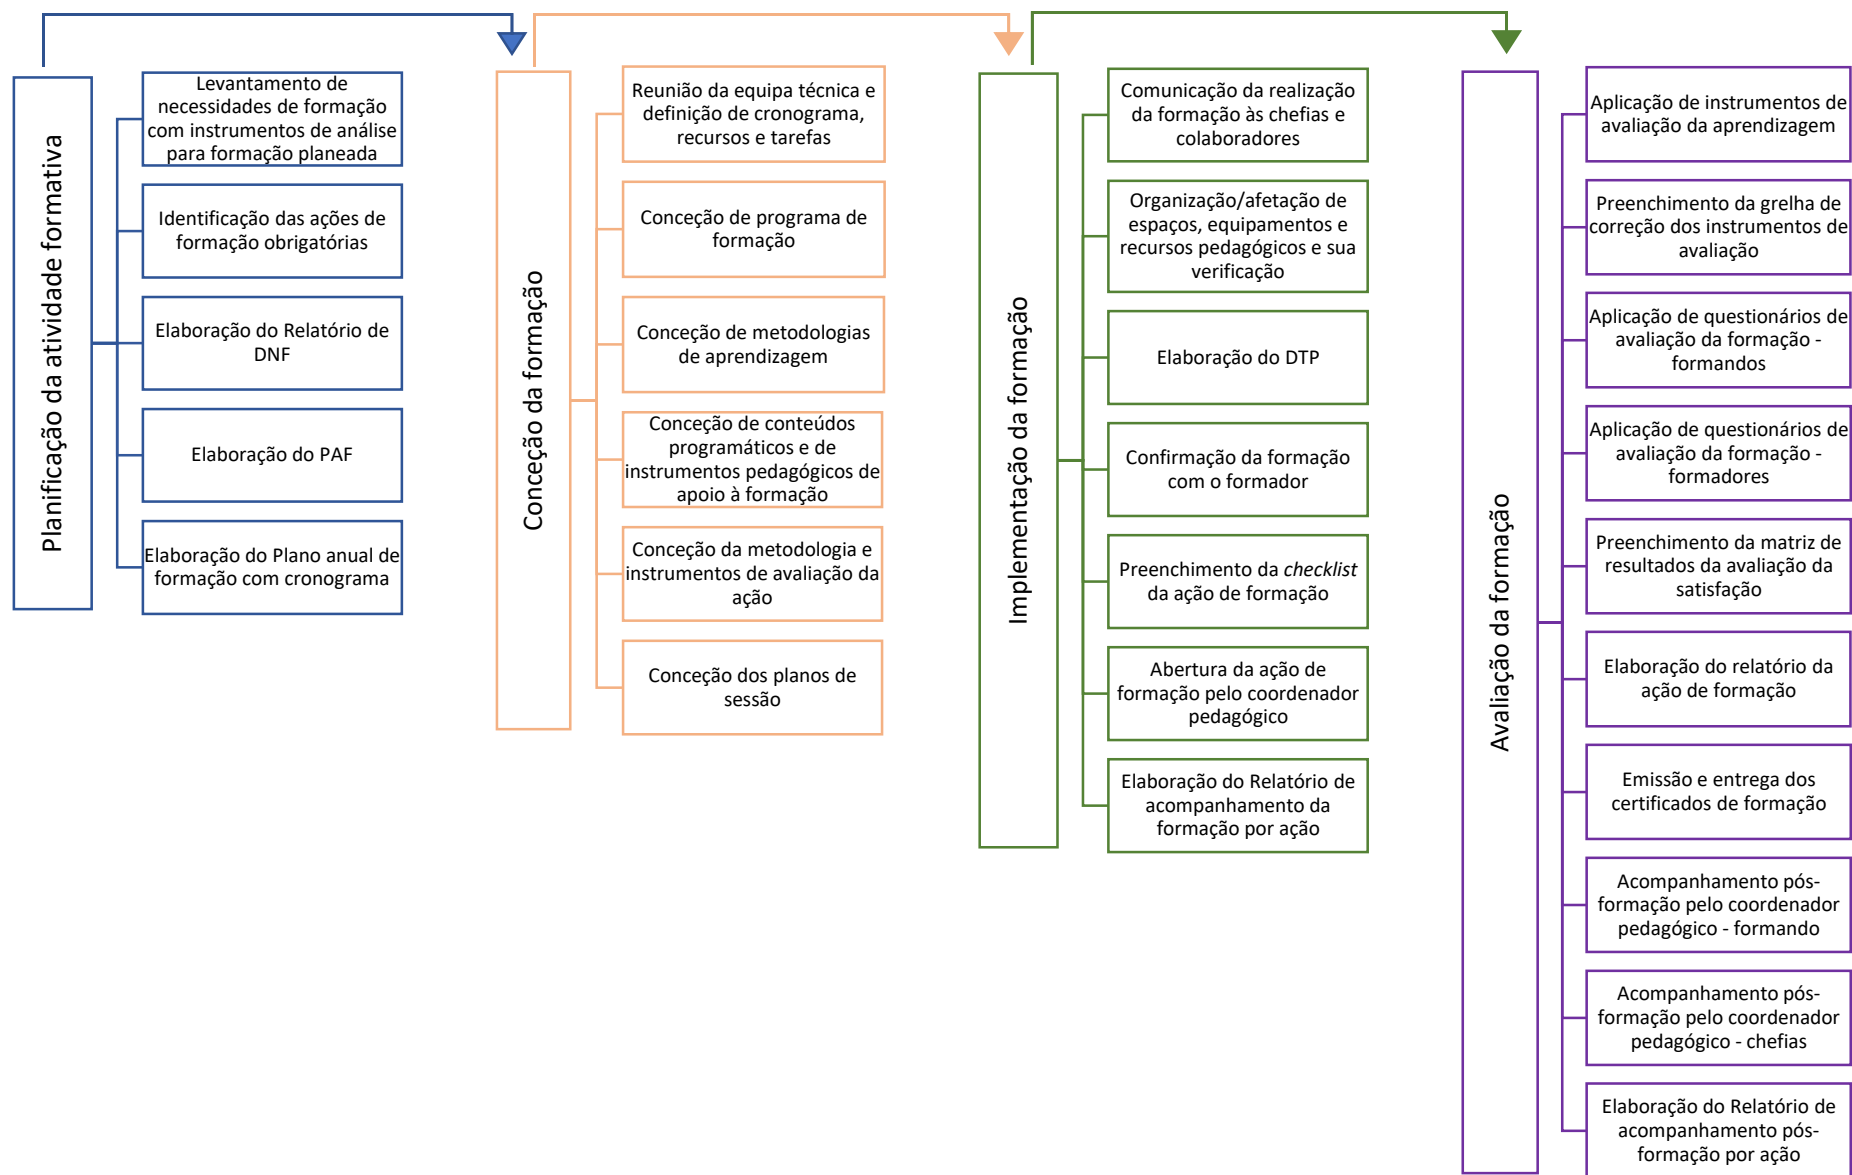 Planificação da atividade formativa
Levantamento de
necessidades de formação
com instrumentos de análise
para formação planeada
Identificação das ações de
formação obrigatórias
Elaboração do Relatório de
DNF
Elaboração do PAF
Elaboração do Plano anual de
formação com cronograma
Conceção da formação
Reunião da equipa técnica e
definição de cronograma,
recursos e tarefas
Conceção de programa de
formação
Conceção de metodologias
de aprendizagem
Conceção de conteúdos
programáticos e de
instrumentos pedagógicos de
apoio à formação
Conceção da metodologia e
instrumentos de avaliação da
ação
Conceção dos planos de
sessão
Implementação da formação
Comunicação da realização
da formação às chefias e
colaboradores
Organização/afetação de
espaços, equipamentos e
recursos pedagógicos e sua
verificação
Elaboração do DTP
Confirmação da formação
com o formador
Preenchimento da checklist
da ação de formação
Abertura da ação de
formação pelo coordenador
pedagógico
Elaboração do Relatório de
acompanhamento da
formação por ação
Avaliação da formação
Aplicação de instrumentos de
avaliação da aprendizagem
Preenchimento da grelha de
correção dos instrumentos de
avaliação
Aplicação de questionários de
avaliação da formação -
formandos
Aplicação de questionários de
avaliação da formação -
formadores
Preenchimento da matriz de
resultados da avaliação da
satisfação
Elaboração do relatório da
ação de formação
Emissão e entrega dos
certificados de formação
Acompanhamento pós-
formação pelo coordenador
pedagógico - formando
Acompanhamento pós-
formação pelo coordenador
pedagógico - chefias
Elaboração do Relatório de
acompanhamento pós-
formação por ação